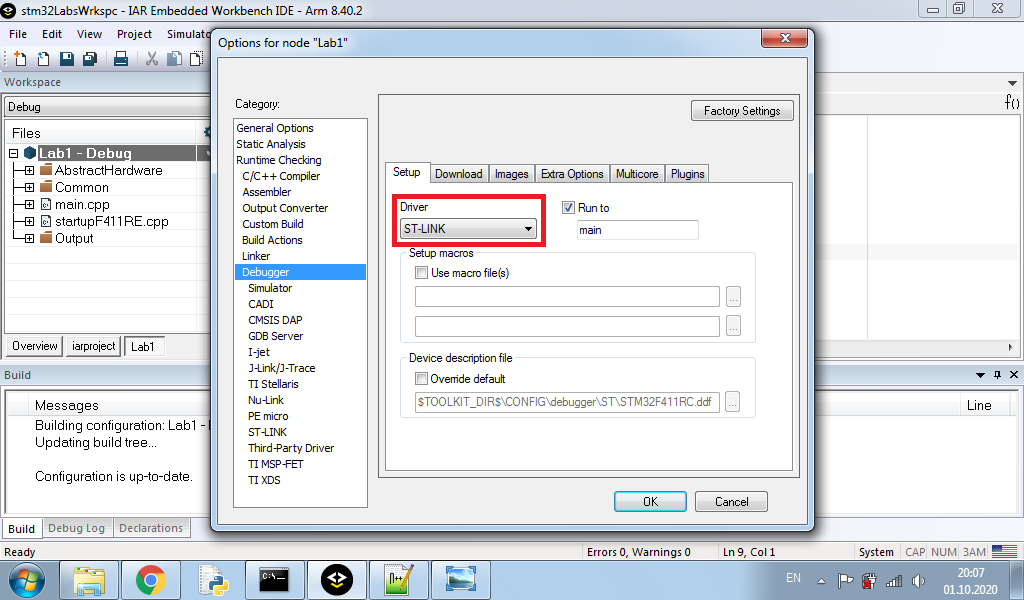 stm32LabsWrkspc - IAR Embedded Workbench IDE - Arm 8.40.2
File Edit View Project Simulato
Options for node "Lab1"
Workspace
Debug
Files
Lab1 - Debug
AbstractHardware
Common
main.cpp
startupF411RE.cpp
Output
Overview iarproject Lab1
Category:
General Options
Static Analysis
Runtime Checking
C/C++ Compiler
Assembler
Output Converter
Custom Build
Build Actions
Linker
Debugger
Simulator
CADI
CMSIS DAP
GDB Server
I-jet
J-Link/J-Trace
TI Stellaris
Nu-Link
PE micro
ST-LINK
Third-Party Driver
TI MSP-FET
TI XDS
Factory Settings
Setup Download Images Extra Options Multicore Plugins
Driver
ST-LINK
Run to
main
Setup macros
Use macro file(s)
...
...
Device description file
Override default
$TOOLKIT_DIR$\CONFIG\debugger\ST\STM32F411RC.ddf
...
OK Cancel
f()
Build
Messages Line
Building configuration: Lab1 -
Updating build tree...
Configuration is up-to-date.
Build Debug Log Declarations
Ready Errors 0, Warnings 0 Ln 9, Col 1 System CAP NUM ЗАМ
C:\_
n++
EN
20:07
01.10.2020